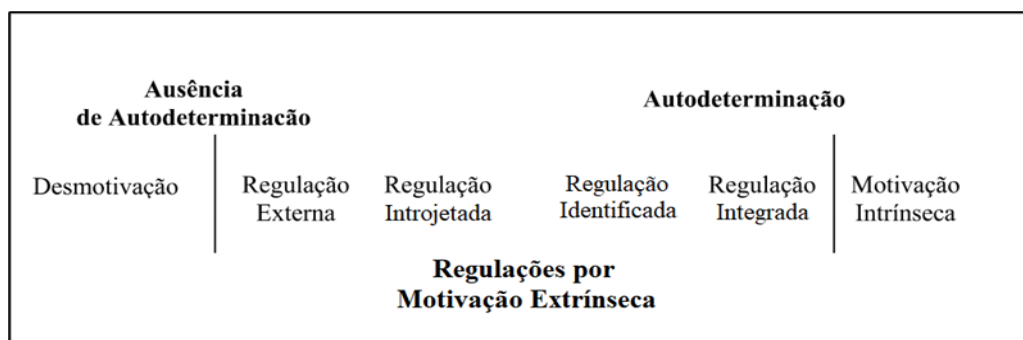 Ausência
de Autodeterminacão
Autodeterminação
Desmotivação
Regulação
Externa
Regulação
Introjetada
Regulação
Identificada
Regulação
Integrada
Motivação
Intrínseca
Regulações por
Motivação Extrínseca